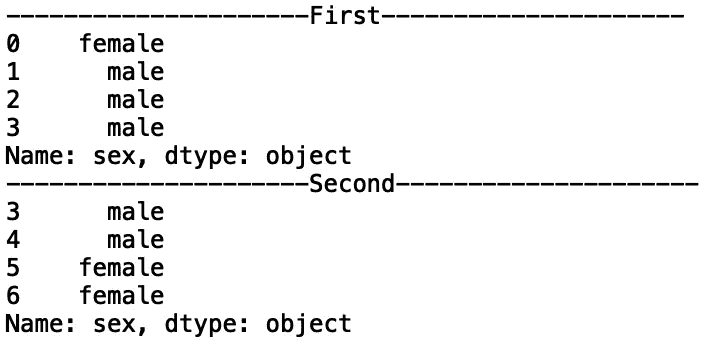 ---------------------First---------------------
0    female
1      male
2      male
3      male
Name: sex, dtype: object
---------------------Second---------------------
3      male
4      male
5    female
6    female
Name: sex, dtype: object